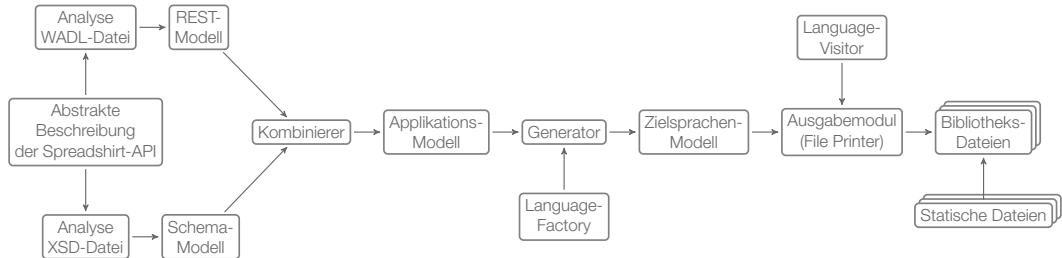 Analyse
WADL-Datei
REST-
Modell
Abstrakte
Beschreibung
der Spreadshirt-API
Analyse
XSD-Datei
Schema-
Modell
Kombinierer
Applikations-
Modell
Generator
Language-
Factory
Zielsprachen-
Modell
Language-
Visitor
Ausgabemodul
(File Printer)
Bibliotheks-
Dateien
Statische Dateien